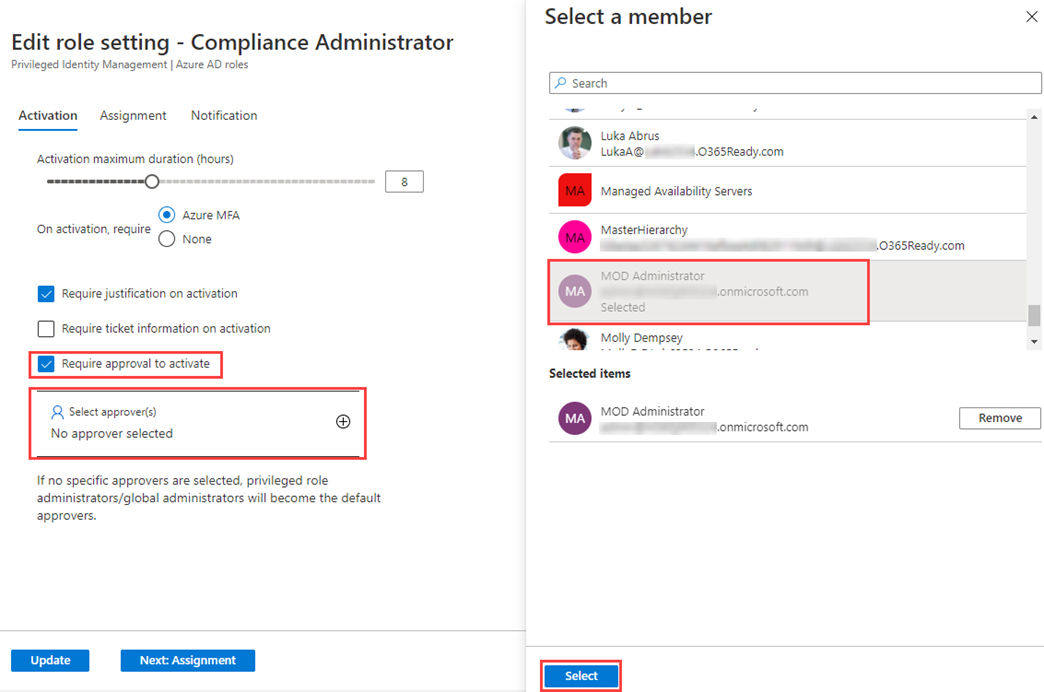 Edit role setting - Compliance Administrator
Privileged Identity Management | Azure AD roles
Activation Assignment Notification
Activation maximum duration (hours)
8
On activation, require
Azure MFA
None
Require justification on activation
Require ticket information on activation
Require approval to activate
Select approver(s)
No approver selected
If no specific approvers are selected, privileged role
administrators/global administrators will become the default
approvers.
Update
Next: Assignment
Select a member
Search
Luka Abrus
LukaA@ .O365Ready.com
MA
Managed Availability Servers
MA
MasterHierarchy
.O365Ready.com
MA
MOD Administrator
.onmicrosoft.com
Selected
Molly Dempsey
Selected items
MA
MOD Administrator
.onmicrosoft.com
Remove
Select